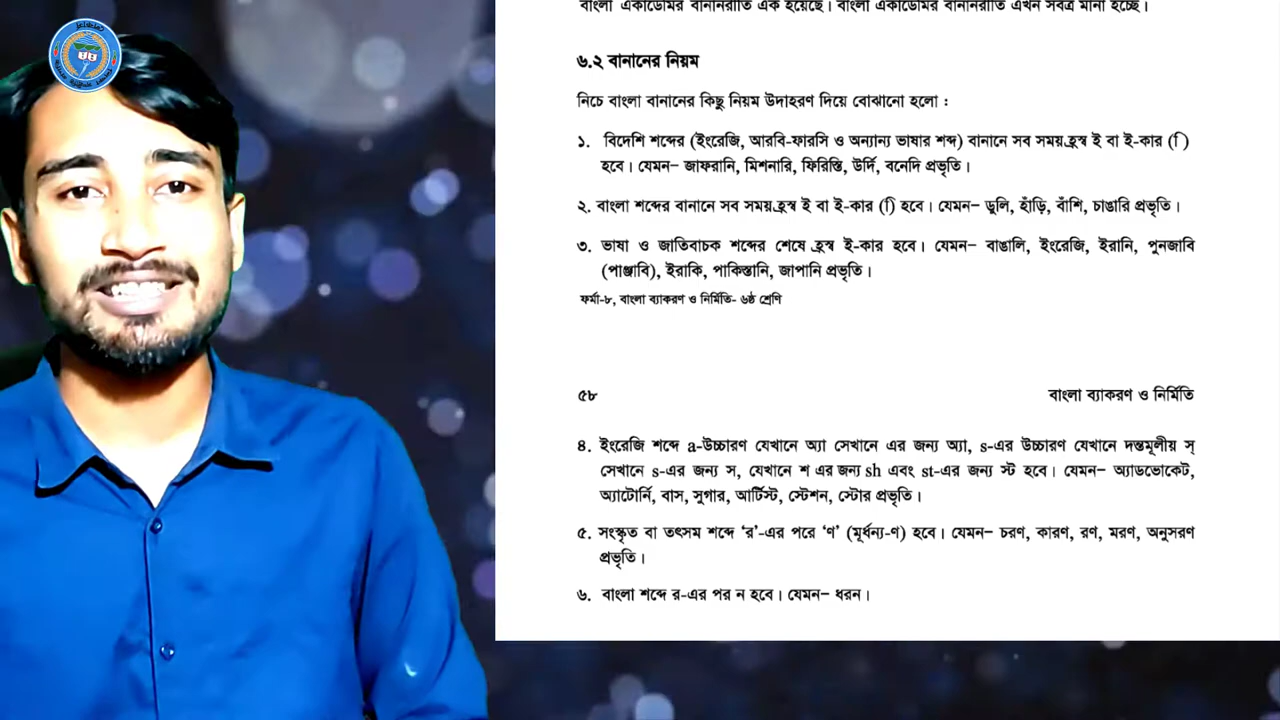 বাংলা একাডেমির বানানরীতি এক হয়েছে। বাংলা একাডেমির বানানরীতি এখন সর্বত্র মানা হচ্ছে।
৬.২ বানানের নিয়ম
নিচে বাংলা বানানের কিছু নিয়ম উদাহরণ দিয়ে বোঝানো হলো :
১. বিদেশি শব্দের (ইংরেজি, আরবি-ফারসি ও অন্যান্য ভাষার শব্দ) বানানে সব সময় হ্রস্ব ই বা ই-কার (ি)
হবে। যেমন– জাফরানি, মিশনারি, ফিরিস্তি, উর্দি, বনেদি প্রভৃতি।
২. বাংলা শব্দের বানানে সব সময় হ্রস্ব ই বা ই-কার (ি) হবে। যেমন– ডুলি, হাঁড়ি, বাঁশি, চাঙারি প্রভৃতি।
৩. ভাষা ও জাতিবাচক শব্দের শেষে হ্রস্ব ই-কার হবে। যেমন– বাঙালি, ইংরেজি, ইরানি, পুনজাবি
(পাঞ্জাবি), ইরাকি, পাকিস্তানি, জাপানি প্রভৃতি।
ফর্মা-৮, বাংলা ব্যাকরণ ও নির্মিতি- ৬ষ্ঠ শ্রেণি
৫৮ বাংলা ব্যাকরণ ও নির্মিতি
৪. ইংরেজি শব্দে a-উচ্চারণ যেখানে অ্যা সেখানে এর জন্য অ্যা, s-এর উচ্চারণ যেখানে দন্তমূলীয় স্
সেখানে s-এর জন্য স, যেখানে শ এর জন্য sh এবং st-এর জন্য স্ট হবে। যেমন– অ্যাডভোকেট,
অ্যাটোর্নি, বাস, সুগার, আর্টিস্ট, স্টেশন, স্টোর প্রভৃতি।
৫. সংস্কৃত বা তৎসম শব্দে ‘র’-এর পরে ‘ণ’ (মূর্ধন্য-ণ) হবে। যেমন– চরণ, কারণ, রণ, মরণ, অনুসরণ
প্রভৃতি।
৬. বাংলা শব্দে র-এর পর ন হবে। যেমন– ধরন।